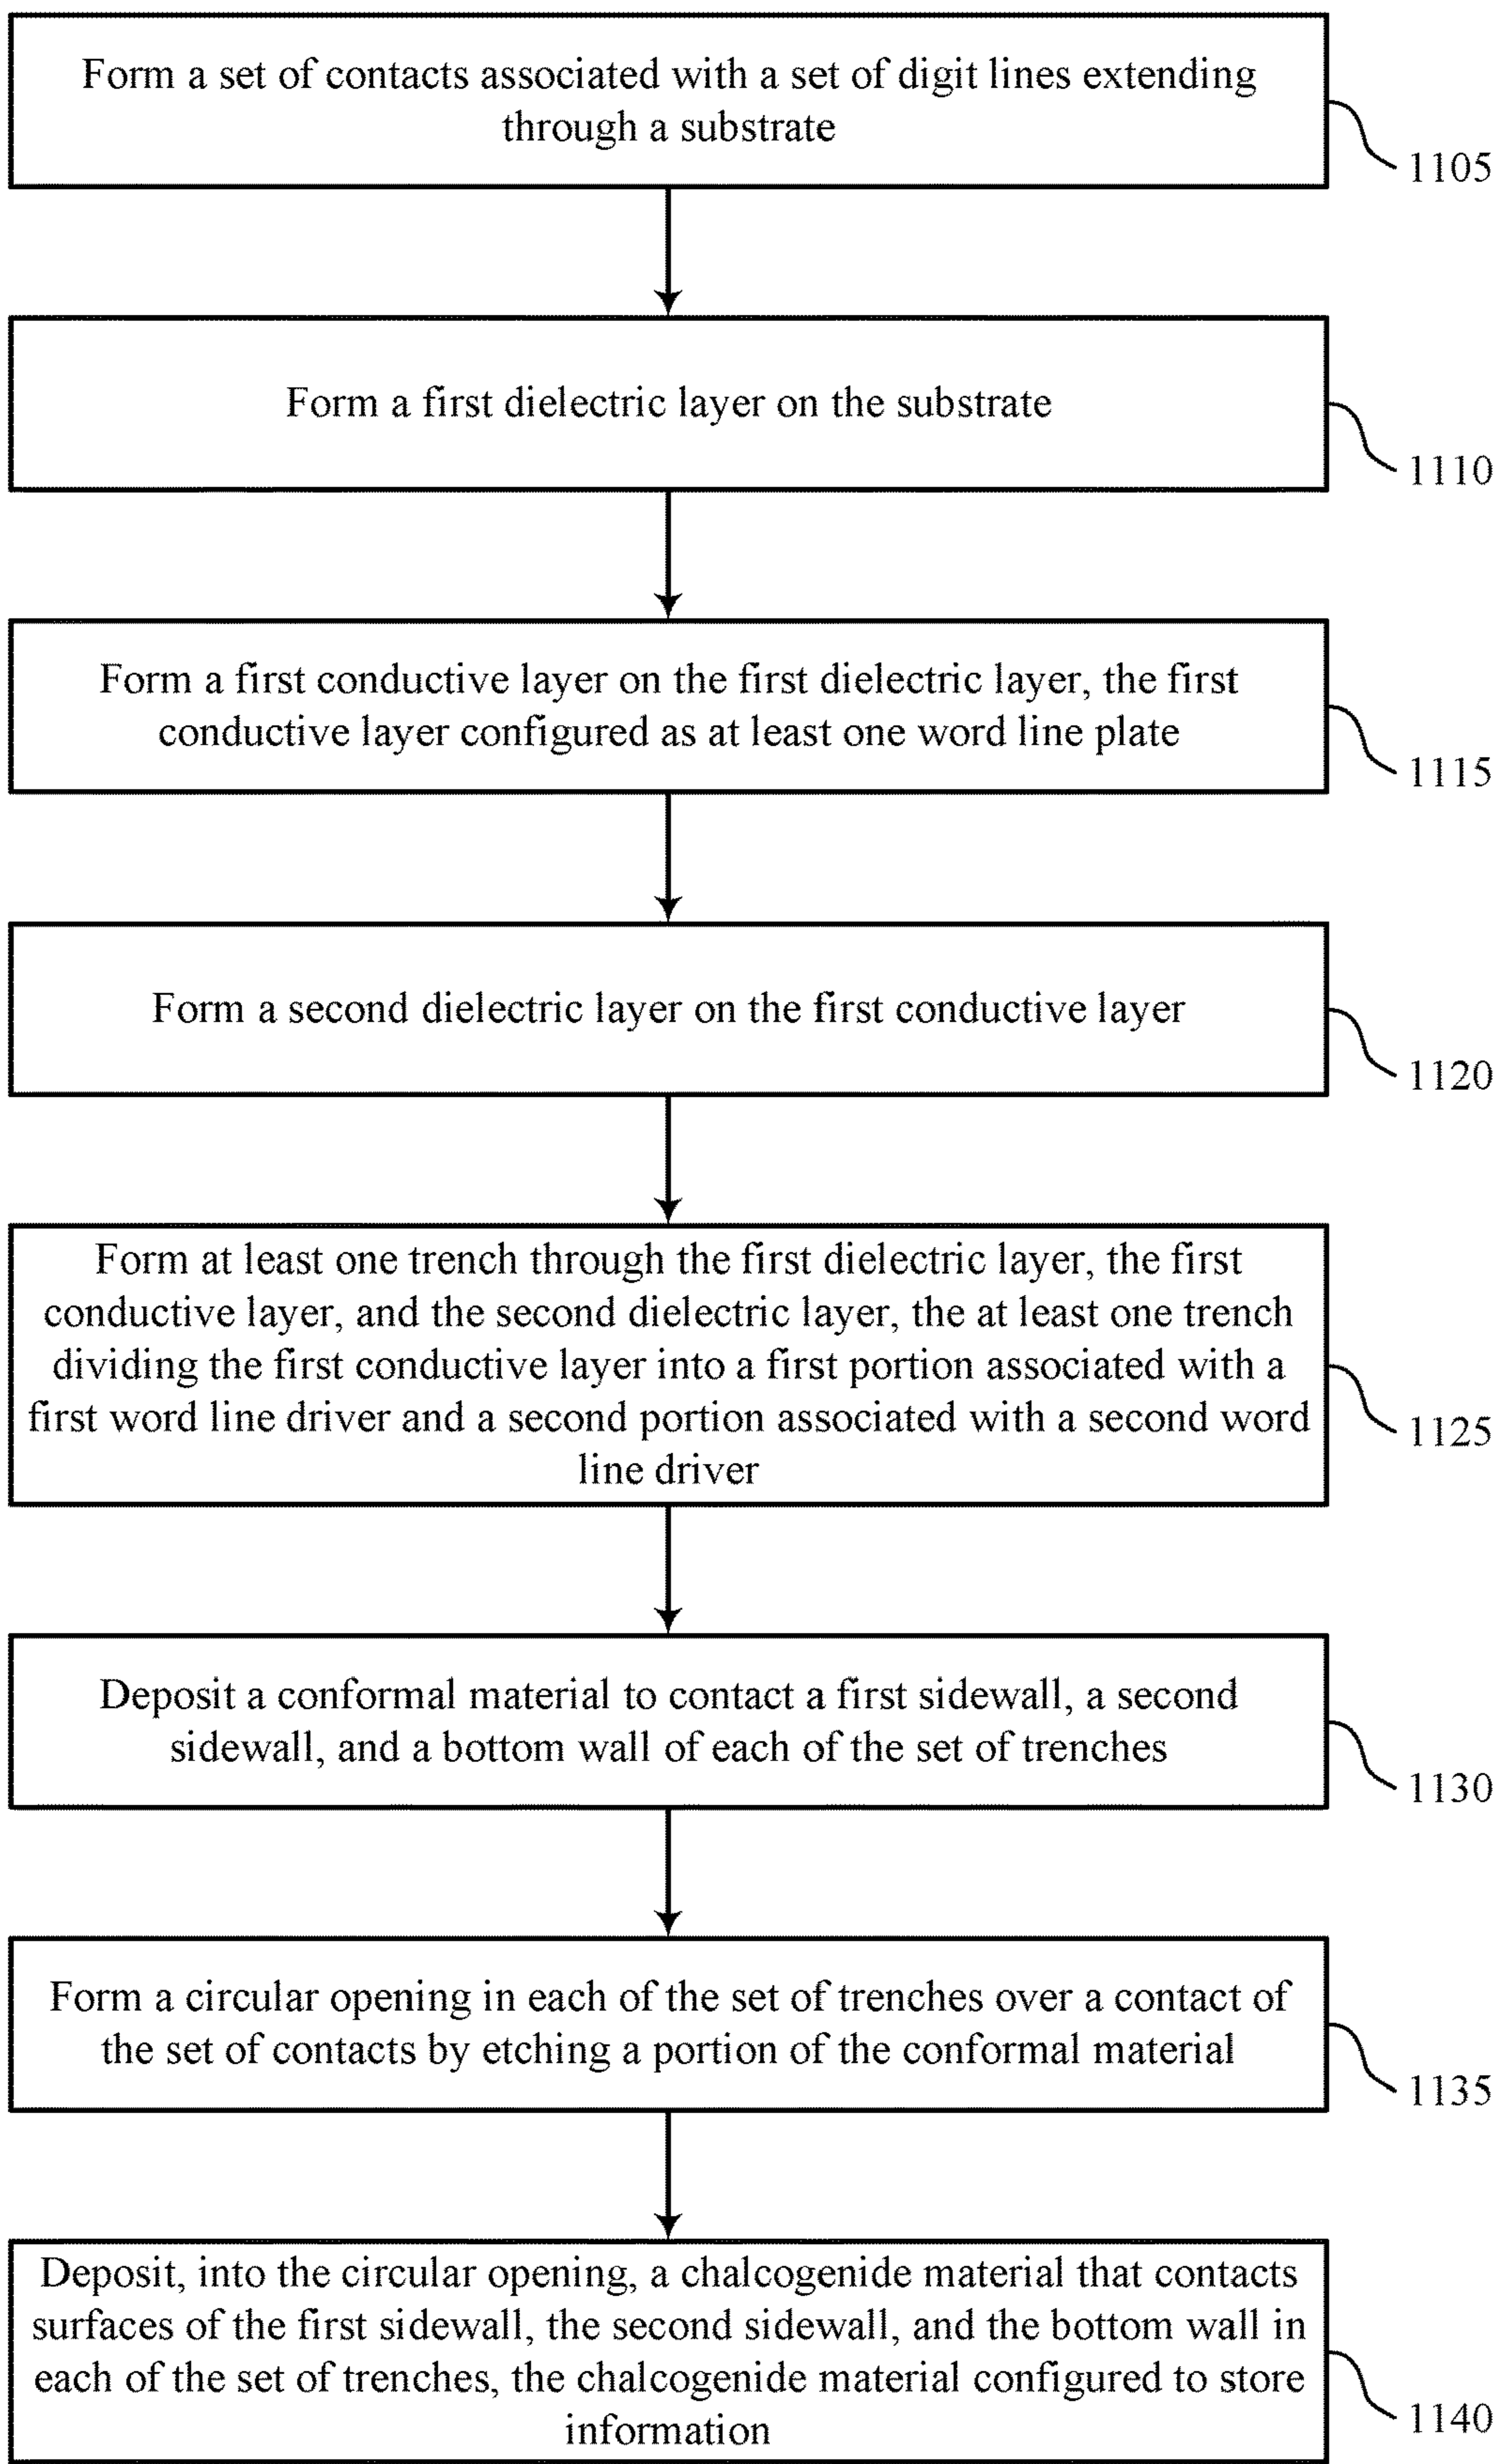 Form a set of contacts associated with a set of digit lines extending
through a substrate
1105
Form a first dielectric layer on the substrate
1110
Form a first conductive layer on the first dielectric layer, the first
conductive layer configured as at least one word line plate
1115
Form a second dielectric layer on the first conductive layer
1120
Form at least one trench through the first dielectric layer, the first
conductive layer, and the second dielectric layer, the at least one trench
dividing the first conductive layer into a first portion associated with a
first word line driver and a second portion associated with a second word
line driver
1125
Deposit a conformal material to contact a first sidewall, a second
sidewall, and a bottom wall of each of the set of trenches
1130
Form a circular opening in each of the set of trenches over a contact of
the set of contacts by etching a portion of the conformal material
1135
Deposit, into the circular opening, a chalcogenide material that contacts
surfaces of the first sidewall, the second sidewall, and the bottom wall in
each of the set of trenches, the chalcogenide material configured to store
information
1140